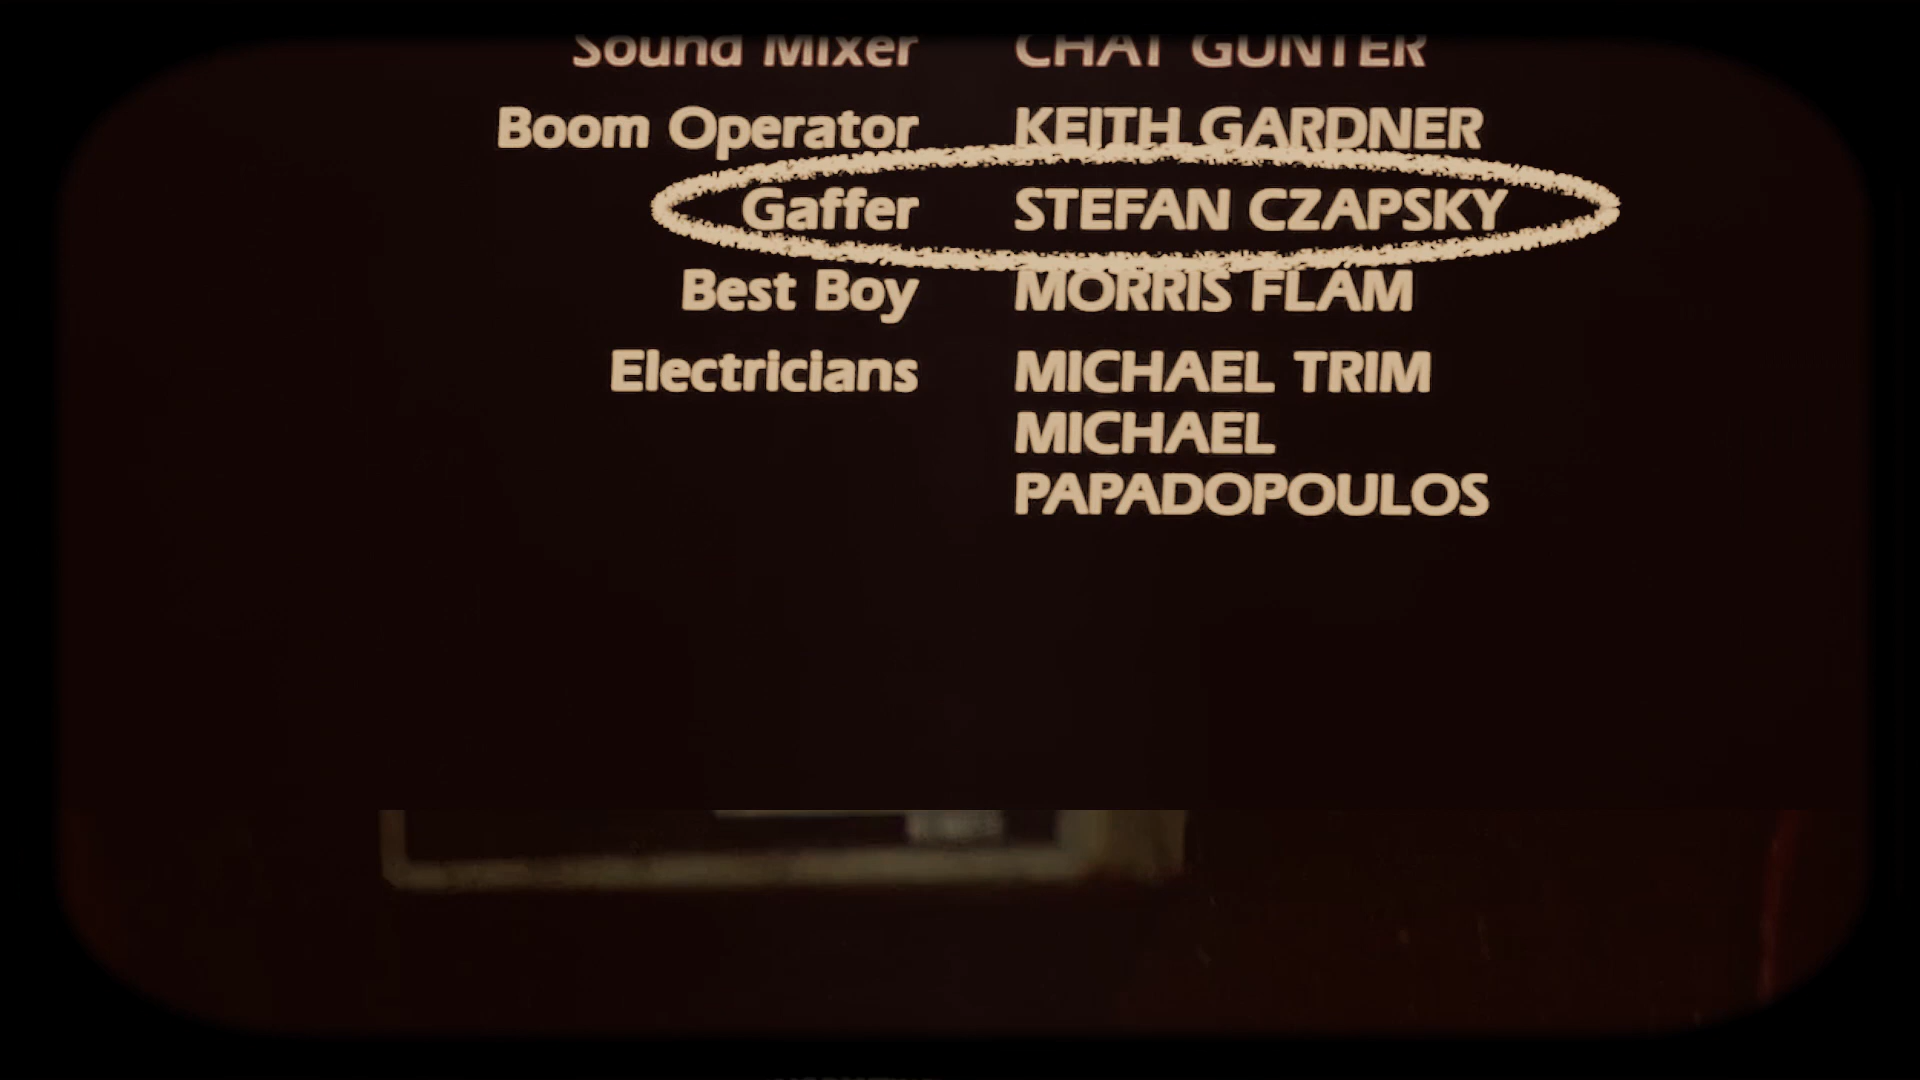 Sound Mixer CHAT GUNTER
Boom Operator KEITH GARDNER
Gaffer STEFAN CZAPSKY
Best Boy MORRIS FLAM
Electricians MICHAEL TRIM
MICHAEL
PAPADOPOULOS